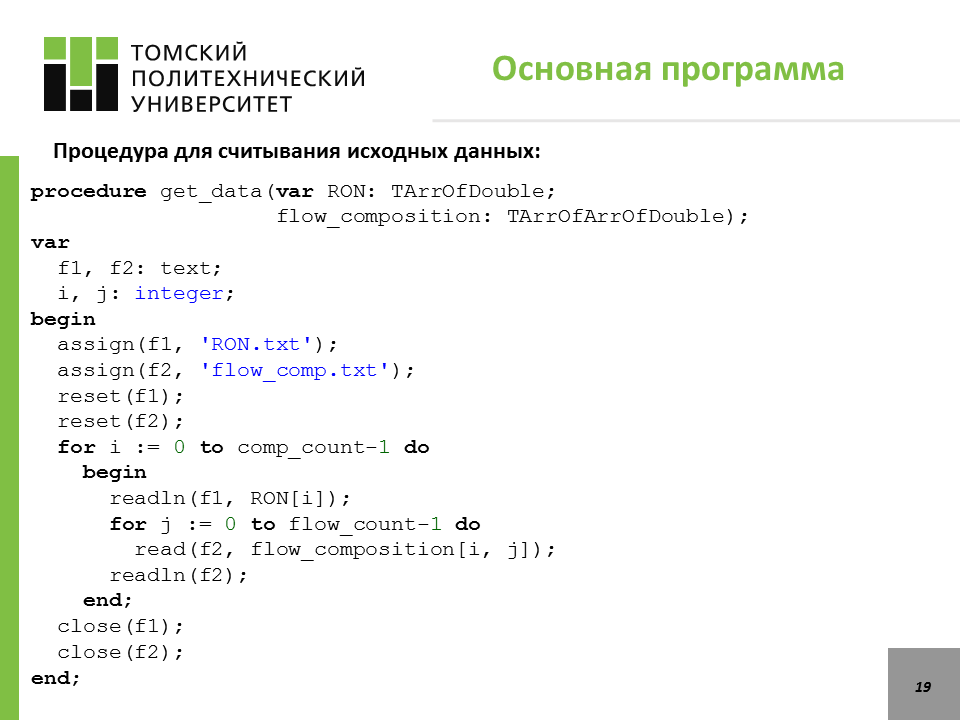 ТОМСКИЙ
ПОЛИТЕХНИЧЕСКИЙ
УНИВЕРСИТЕТ
Основная программа
Процедура для считывания исходных данных:
procedure get_data(var RON: TArrOfDouble;
                   flow_composition: TArrOfArrOfDouble);
var
  f1, f2: text;
  i, j: integer;
begin
  assign(f1, 'RON.txt');
  assign(f2, 'flow_comp.txt');
  reset(f1);
  reset(f2);
  for i := 0 to comp_count-1 do
    begin
      readln(f1, RON[i]);
      for j := 0 to flow_count-1 do
        read(f2, flow_composition[i, j]);
      readln(f2);
    end;
  close(f1);
  close(f2);
end;
19